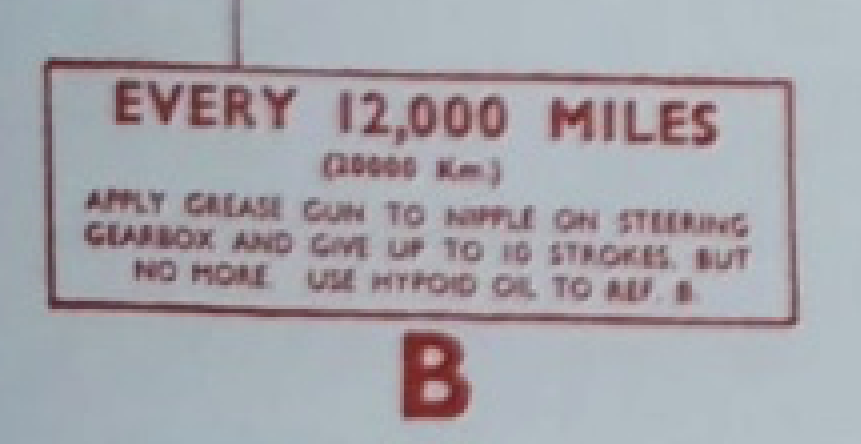 EVERY 12,000 MILES
(20000 Km.)
APPLY GREASE GUN TO NIPPLE ON STEERING
GEARBOX AND GIVE UP TO 10 STROKES, BUT
NO MORE. USE HYPOID OIL TO REF. B.
B